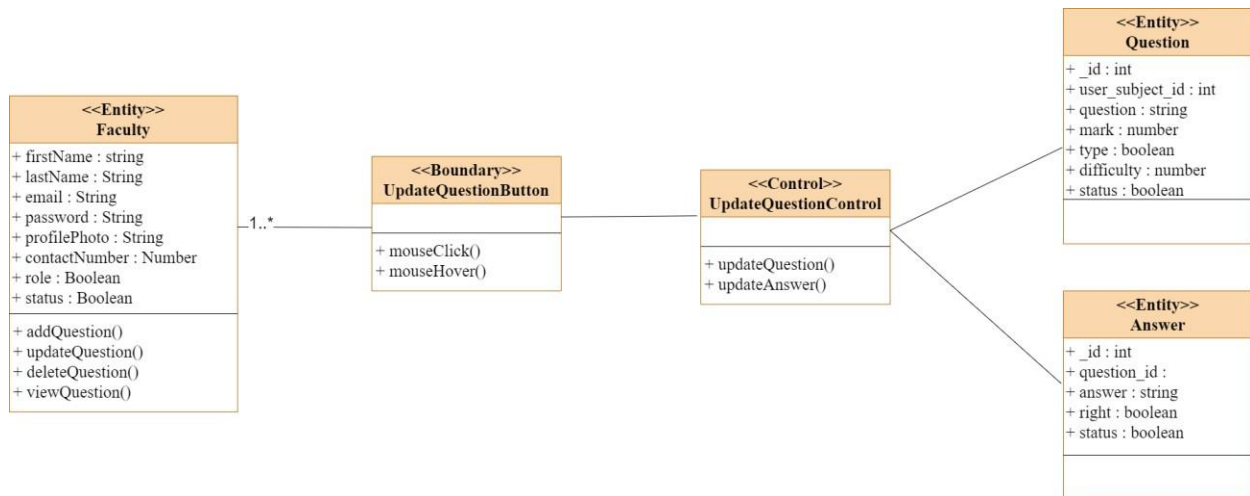 <<Entity>>
Faculty
+ firstName : string
+ lastName : String
+ email : String
+ password : String
+ profilePhoto : String
+ contactNumber : Number
+ role : Boolean
+ status : Boolean
+ addQuestion()
+ updateQuestion()
+ deleteQuestion()
+ viewQuestion()
1..*
<<Boundary>>
UpdateQuestionButton
+ mouseClick()
+ mouseHover()
<<Control>>
UpdateQuestionControl
+ updateQuestion()
+ updateAnswer()
<<Entity>>
Question
+ _id : int
+ user_subject_id : int
+ question : string
+ mark : number
+ type : boolean
+ difficulty : number
+ status : boolean
<<Entity>>
Answer
+ _id : int
+ question_id :
+ answer : string
+ right : boolean
+ status : boolean